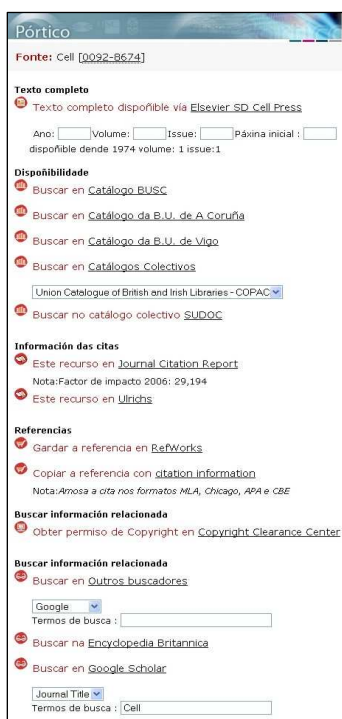 Pórtico
Fonte: Cell [0092-8674]
Texto completo
Texto completo dispoñible vía Elsevier SD Cell Press
Ano: Volume: Issue: Páxina inicial :
dispoñible dende 1974 volume: 1 issue:1
Dispoñibilidade
Buscar en Catálogo BUSC
Buscar en Catálogo da B.U. de A Coruña
Buscar en Catálogo da B.U. de Vigo
Buscar en Catálogos Colectivos
Union Catalogue of British and Irish Libraries - COPAC
Buscar no catálogo colectivo SUDOC
Información das citas
Este recurso en Journal Citation Report
Nota:Factor de impacto 2006: 29,194
Este recurso en Ulrichs
Referencias
Gardar a referencia en RefWorks
Copiar a referencia con citation information
Nota:Amosa a cita nos formatos MLA, Chicago, APA e CBE
Buscar información relacionada
Obter permiso de Copyright en Copyright Clearance Center
Buscar información relacionada
Buscar en Outros buscadores
Google
Termos de busca :
Buscar na Encyclopedia Britannica
Buscar en Google Scholar
Journal Title
Termos de busca : Cell